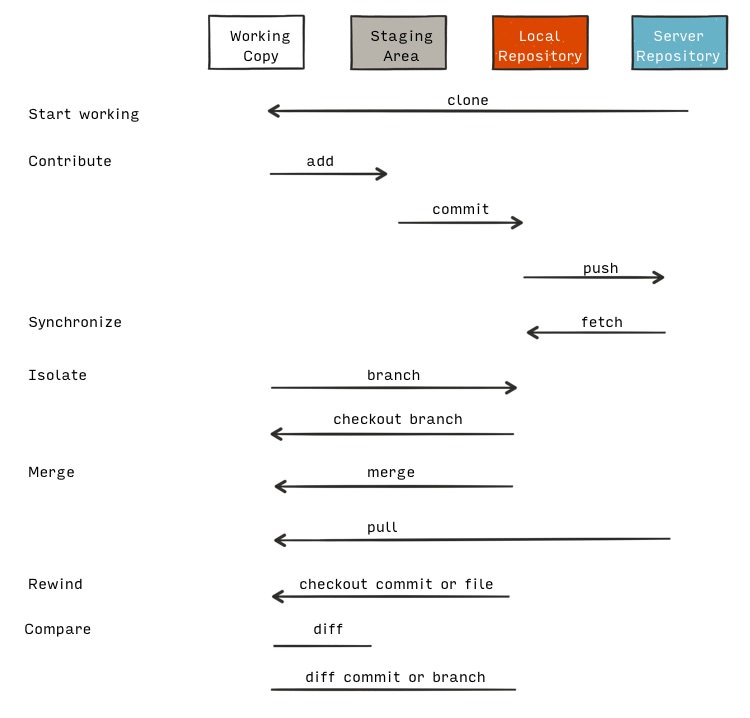 Working
Copy
Staging
Area
Local
Repository
Server
Repository
Start working
clone
Contribute
add
commit
push
Synchronize
fetch
Isolate
branch
checkout branch
Merge
merge
pull
Rewind
checkout commit or file
Compare
diff
diff commit or branch